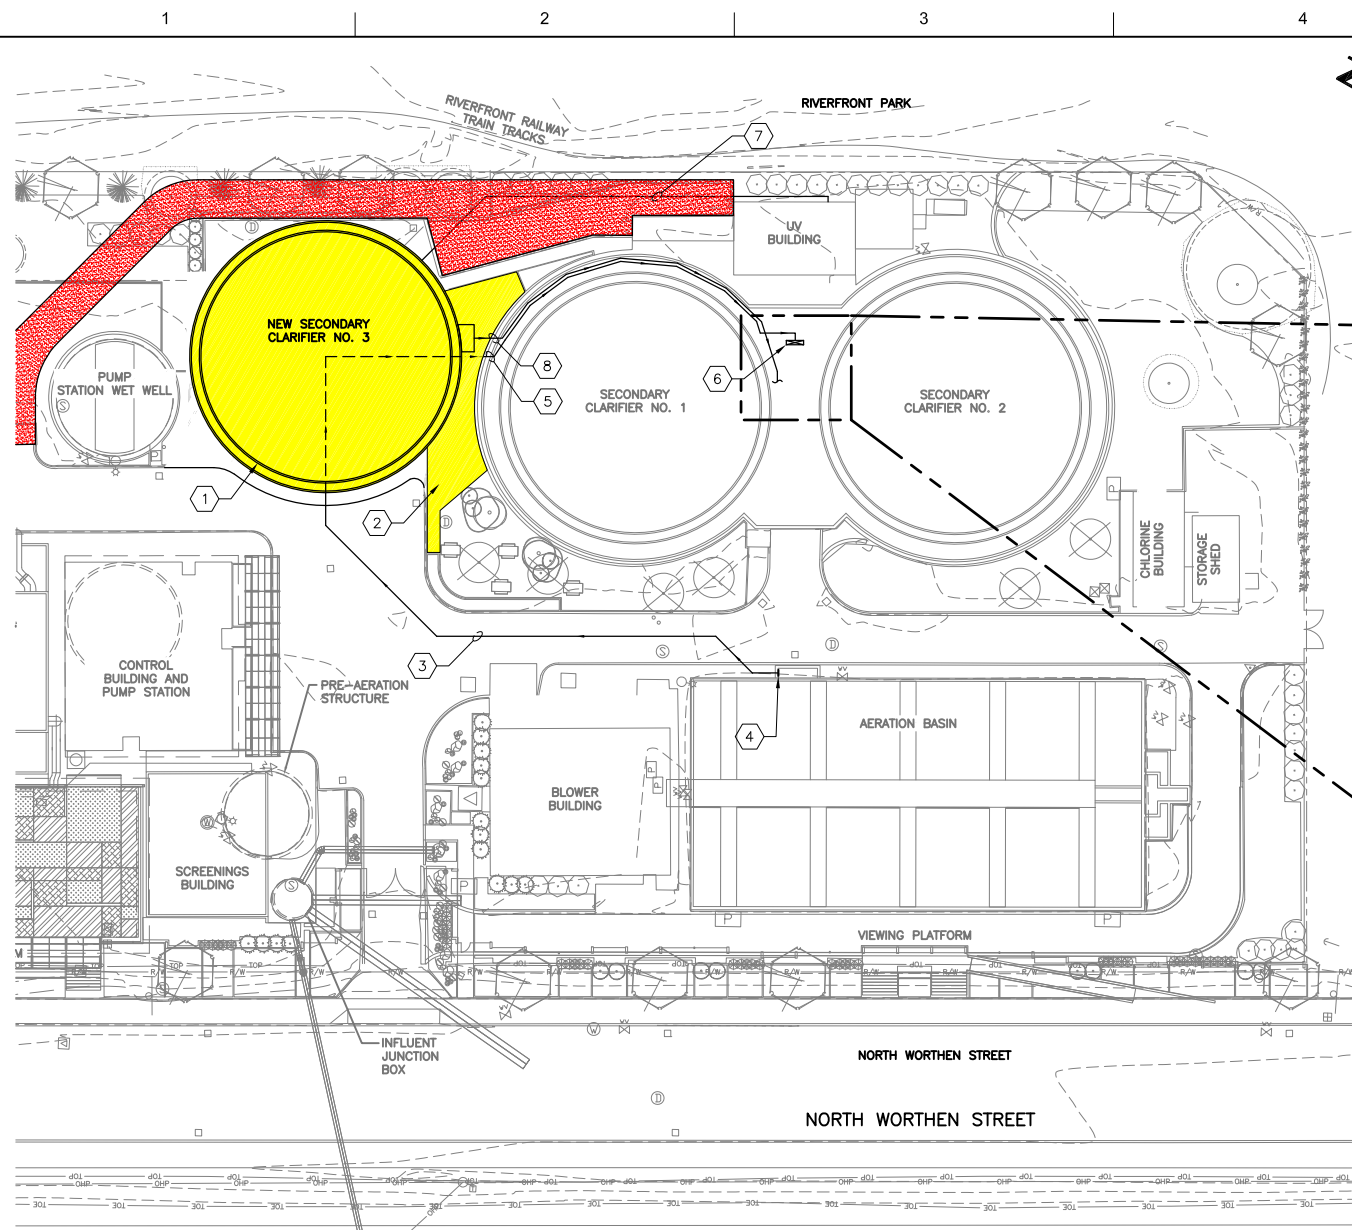 1
2
3
4
RIVERFRONT PARK
RIVERFRONT RAILWAY
TRAIN TRACKS
7
UV
BUILDING
NEW SECONDARY
CLARIFIER NO. 3
PUMP
STATION WET WELL
8
5
6
SECONDARY
CLARIFIER NO. 1
SECONDARY
CLARIFIER NO. 2
1
2
CHLORINE
BUILDING
STORAGE
SHED
3
4
CONTROL
BUILDING AND
PUMP STATION
PRE-AERATION
STRUCTURE
AERATION BASIN
BLOWER
BUILDING
SCREENINGS
BUILDING
VIEWING PLATFORM
INFLUENT
JUNCTION
BOX
NORTH WORTHEN STREET
NORTH WORTHEN STREET